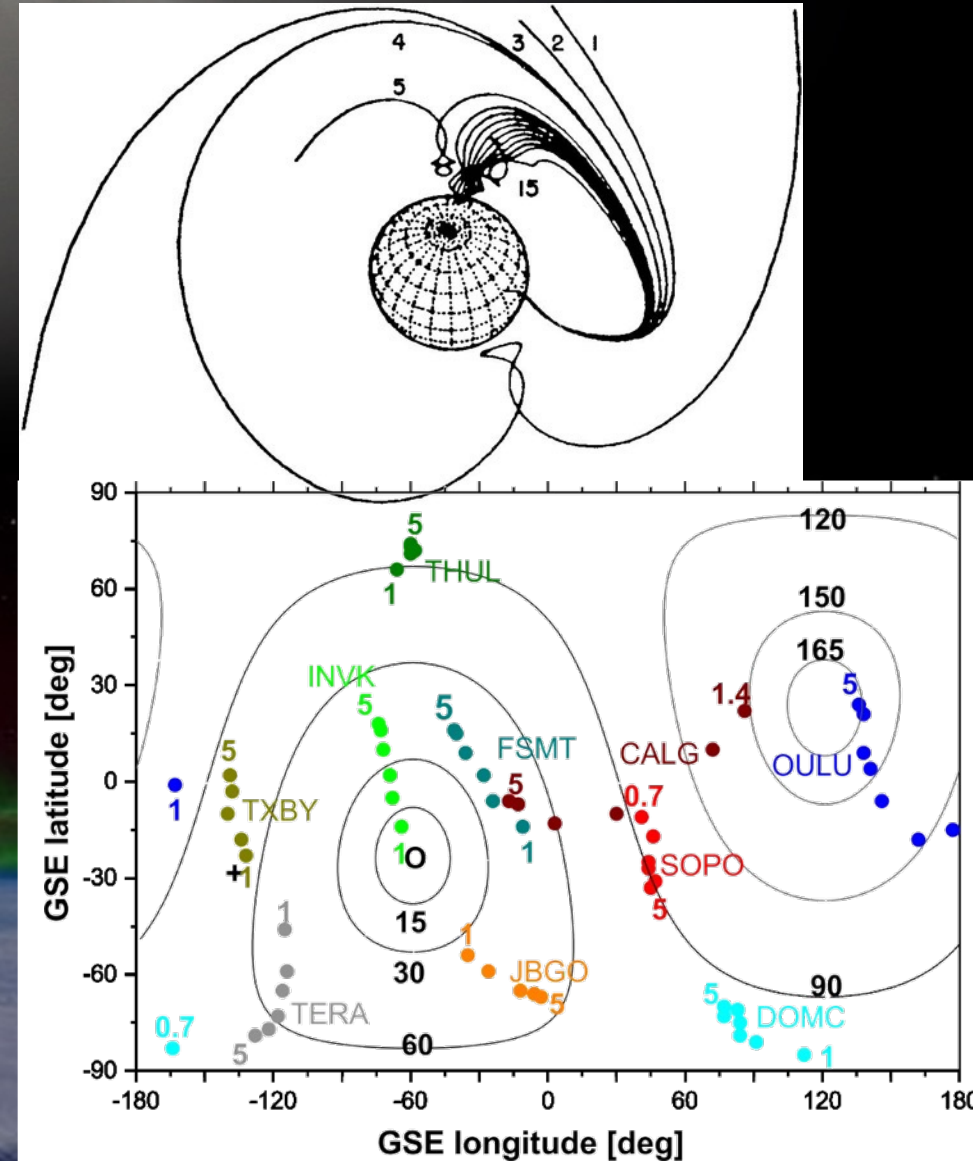 4 3 2 1
5
15
90 60 30 0 -30 -60 -90
GSE latitude [deg]
5 120
THUL
1
150
INVK 165
5 5 1.4 5
FSMT
5 CALG OULU
5 0.7
1 TXBY
1 1 O 1 SOPO
1 15 1 5
30 JBGO 90
TERA 5 5 DOMC
0.7 5 60 1
-180 -120 -60 0 60 120 180
GSE longitude [deg]